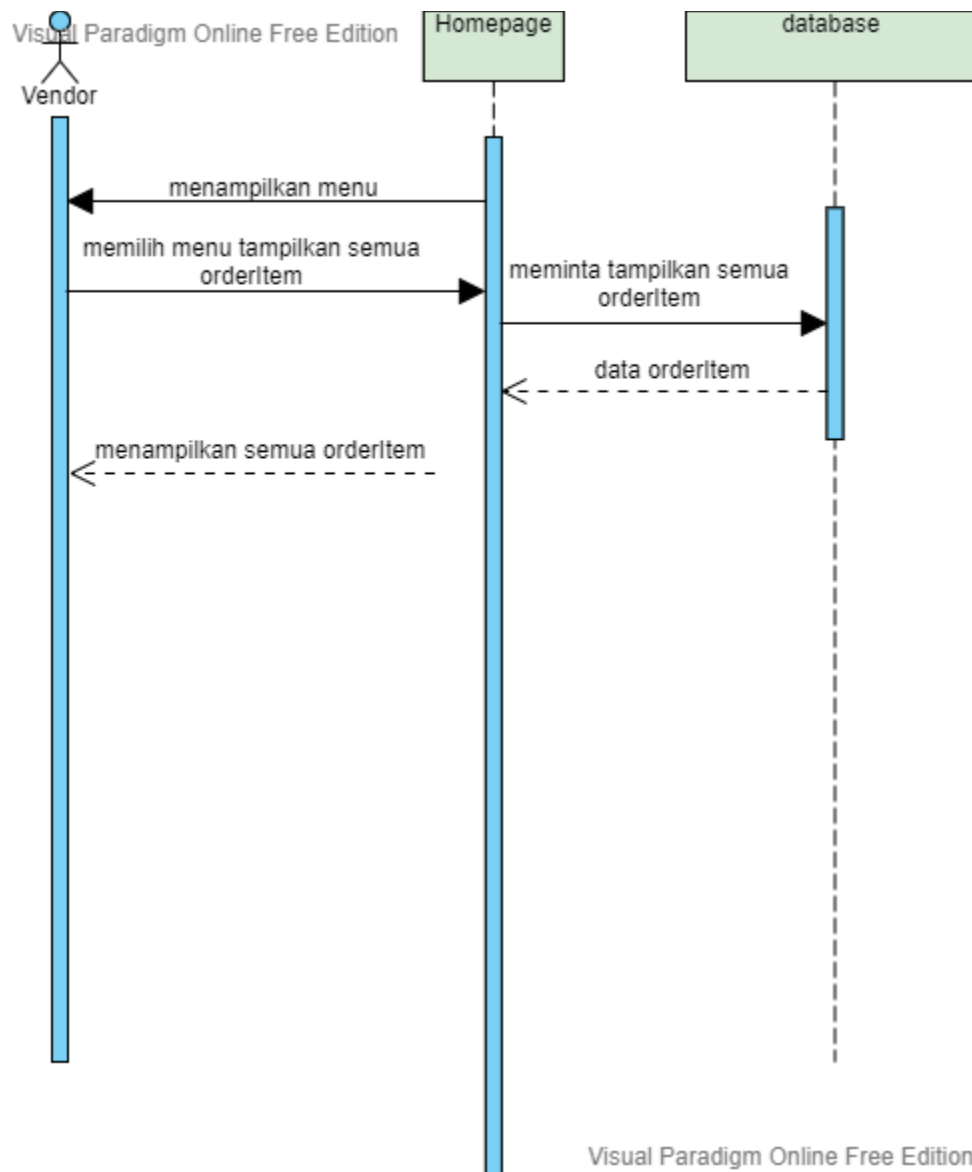 Visual Paradigm Online Free Edition
Homepage
database
Vendor
menampilkan menu
memilih menu tampilkan semua
orderItem
meminta tampilkan semua
orderItem
data orderItem
menampilkan semua orderItem
Visual Paradigm Online Free Edition